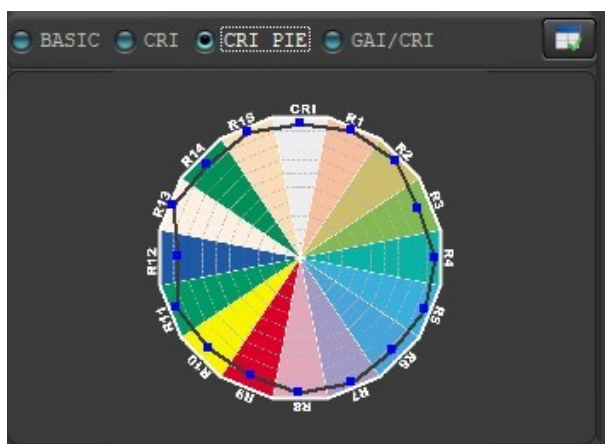 BASIC CRI CRI PIE GAI/CRI
CRI
R1
R2
R3
R4
R5
R6
R7
R8
R9
R10
R11
R12
R13
R14
R15